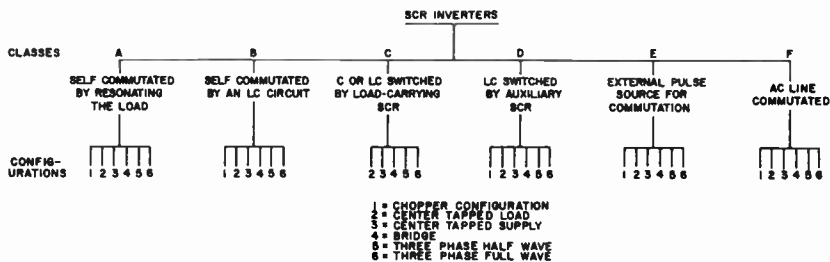 SCR INVERTERS
CLASSES A B C D E F
SELF COMMUTATED BY RESONATING THE LOAD
SELF COMMUTATED BY AN LC CIRCUIT
C OR LC SWITCHED BY LOAD-CARRYING SCR
LC SWITCHED BY AUXILIARY SCR
EXTERNAL PULSE SOURCE FOR COMMUTATION
AC LINE COMMUTATED
CONFIG-
URATIONS
1 2 3 4 5 6
1 2 3 4 5 6
2 3 4 5 6
1 2 3 4 5 6
1 2 3 4 5 6
1 2 3 4 5 6
1 = CHOPPER CONFIGURATION
2 = CENTER TAPPED LOAD
3 = CENTER TAPPED SUPPLY
4 = BRIDGE
5 = THREE PHASE HALF WAVE
6 = THREE PHASE FULL WAVE